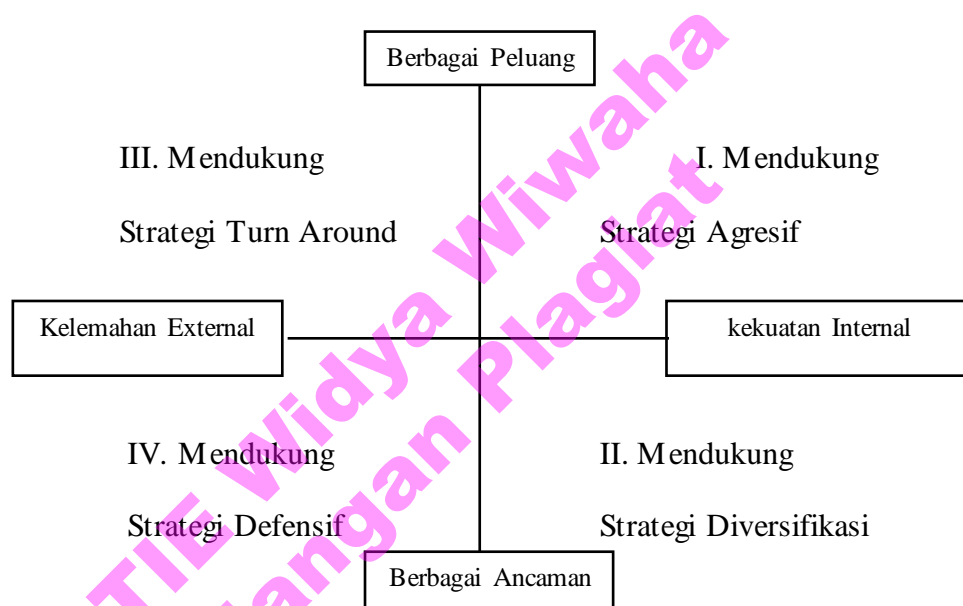 Berbagai Peluang
III. Mendukung
I. Mendukung
Strategi Turn Around
Strategi Agresif
Kelemahan External
kekuatan Internal
IV. Mendukung
II. Mendukung
Strategi Defensif
Strategi Diversifikasi
Berbagai Ancaman
TIE Widya Wiwaha
Jangan Plagiat